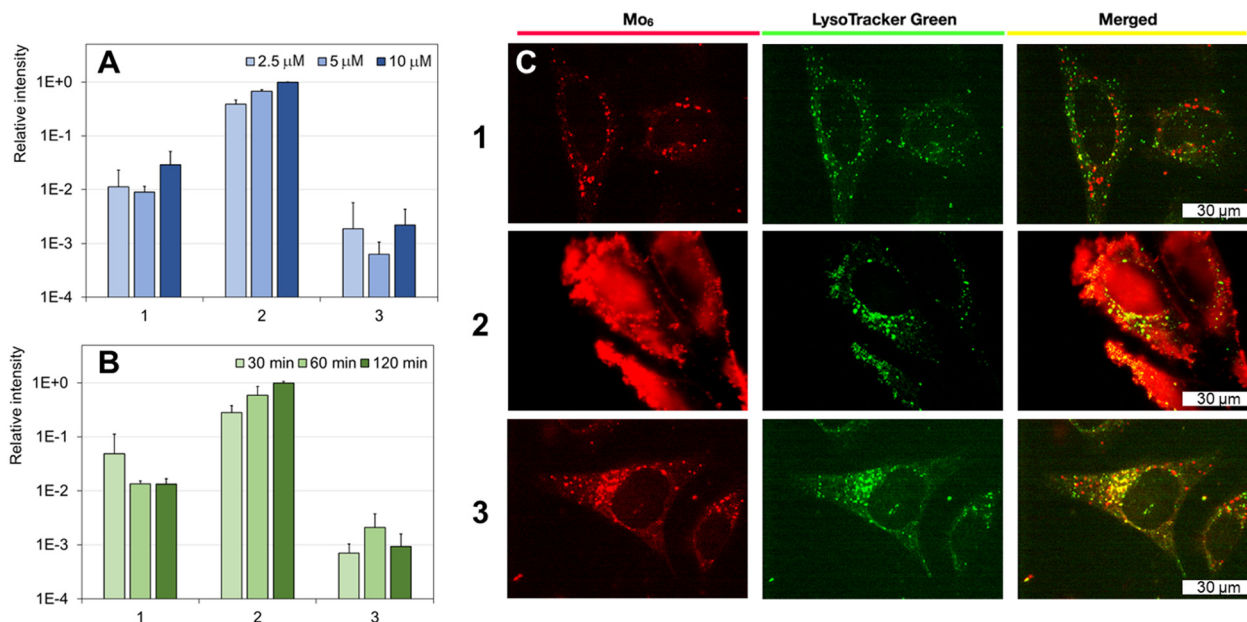 Mo₆ LysoTracker Green Merged
A
2.5 µM 5 µM 10 µM
Relative intensity
1E+0
1E-1
1E-2
1E-3
1E-4
1 2 3
B
30 min 60 min 120 min
Relative intensity
1E+0
1E-1
1E-2
1E-3
1E-4
1 2 3
C
1
30 µm
2
30 µm
3
30 µm